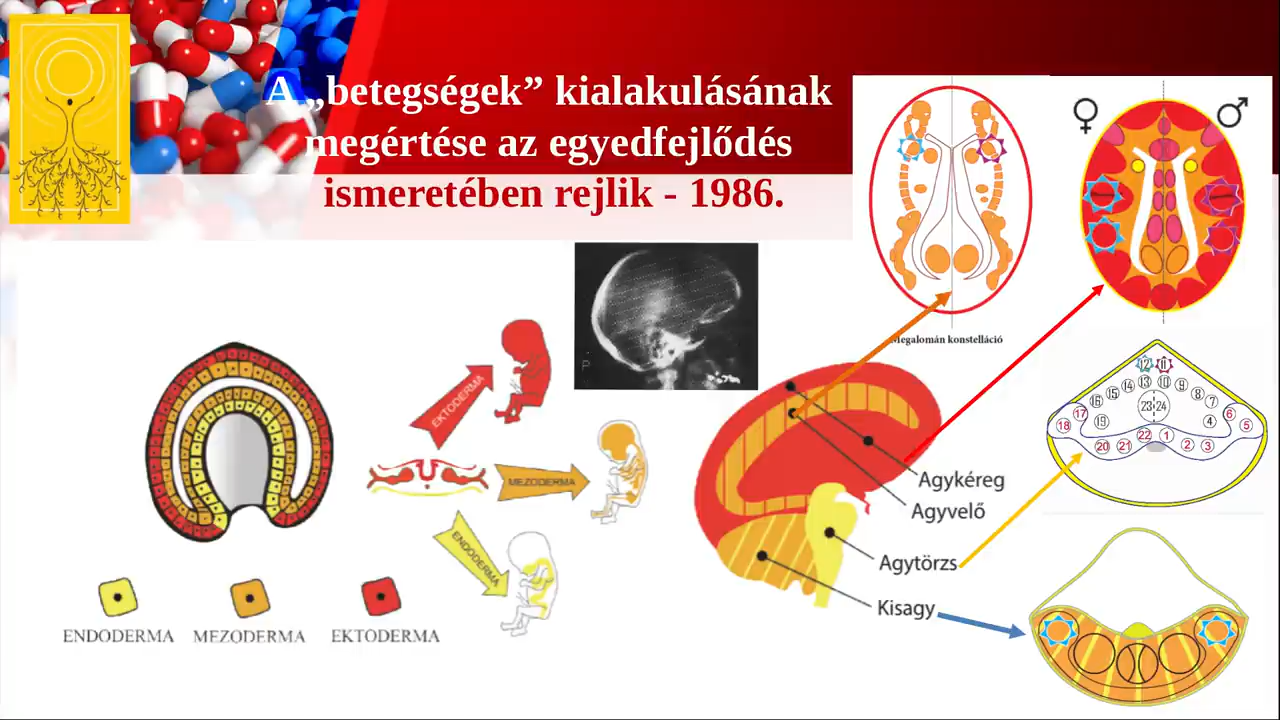 A „betegségek” kialakulásának
megértése az egyedfejlődés
ismeretében rejlik - 1986.
♀ ♂
Megalomán konstelláció
P
EKTODERMA
MEZODERMA
ENDODERMA
ENDODERMA MEZODERMA EKTODERMA
Agykéreg
Agyvelő
Agytörzs
Kisagy
12 11
14 13 10 9
16 15 8 7
17 23 24 6
18 19 4 5
22 1
20 21 2 3